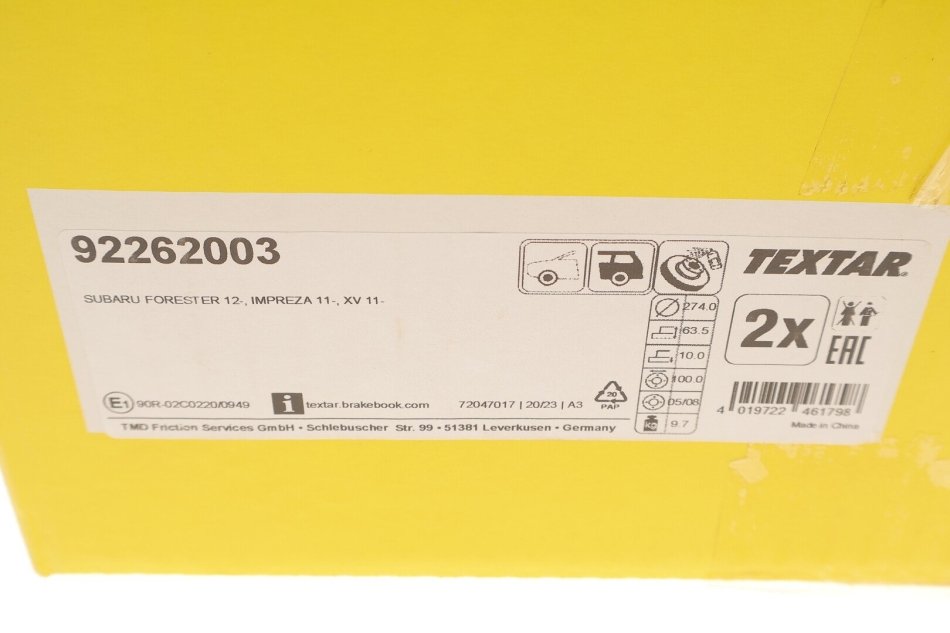 92262003
TEXTAR
SUBARU FORESTER 12-, IMPREZA 11-, XV 11-
274.0
63.5
10.0
100.0
05/08
kg 9.7
2x
EAC
E1 90R-02C0220/0949
i textar.brakebook.com
72047017 | 20/23 | A3
20
PAP
4 019722 461798
Made in China
TMD Friction Services GmbH • Schlebuscher Str. 99 • 51381 Leverkusen • Germany